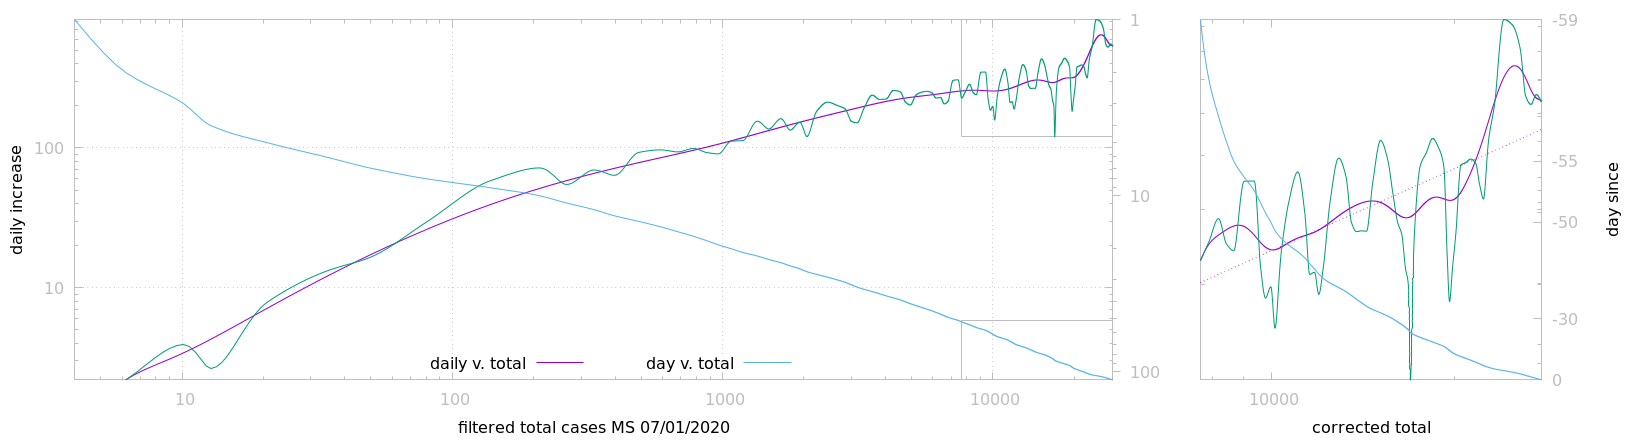 daily increase
100
10
daily v. total
day v. total
10
100
1000
10000
filtered total cases MS 07/01/2020
1
10
100
10000
corrected total
-59
-55
-50
-30
0
day since